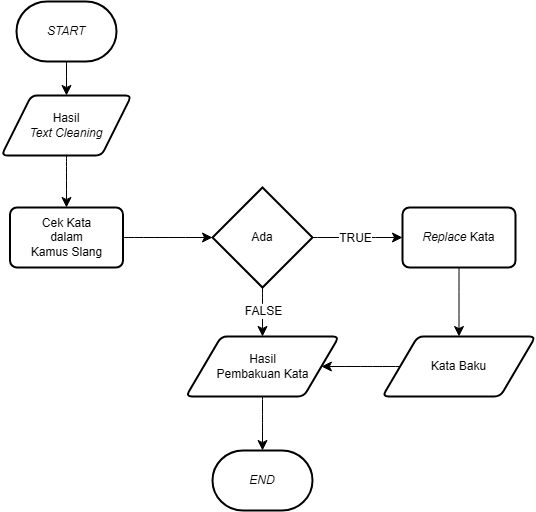 START
Hasil
Text Cleaning
Cek Kata
dalam
Kamus Slang
Ada
TRUE
Replace Kata
FALSE
Hasil
Pembakuan Kata
Kata Baku
END